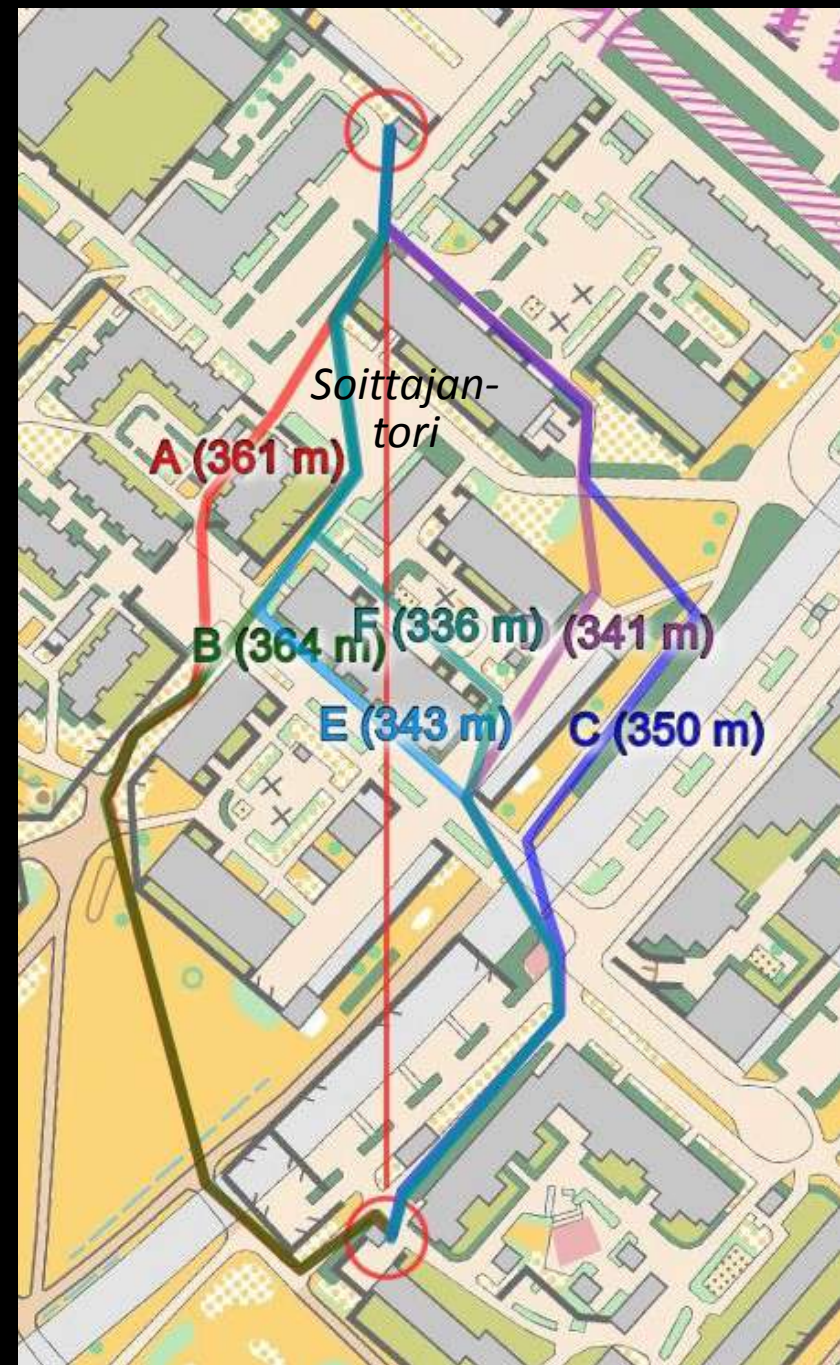 Soittajan-
tori
A (361 m)
B (364 m)
F (336 m)
(341 m)
E (343 m)
C (350 m)